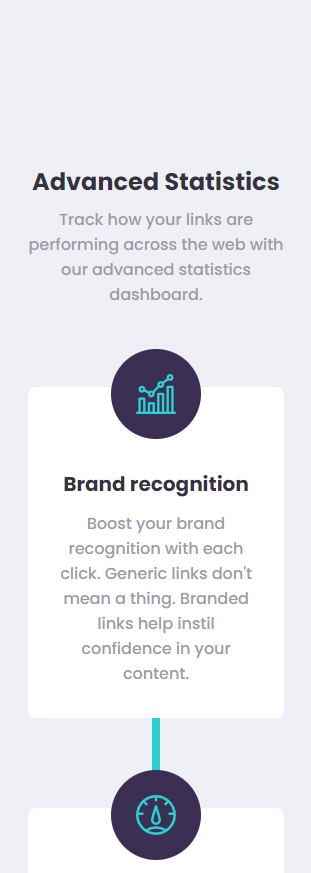 Advanced Statistics
Track how your links are
performing across the web with
our advanced statistics
dashboard.
Brand recognition
Boost your brand
recognition with each
click. Generic links don't
mean a thing. Branded
links help instil
confidence in your
content.